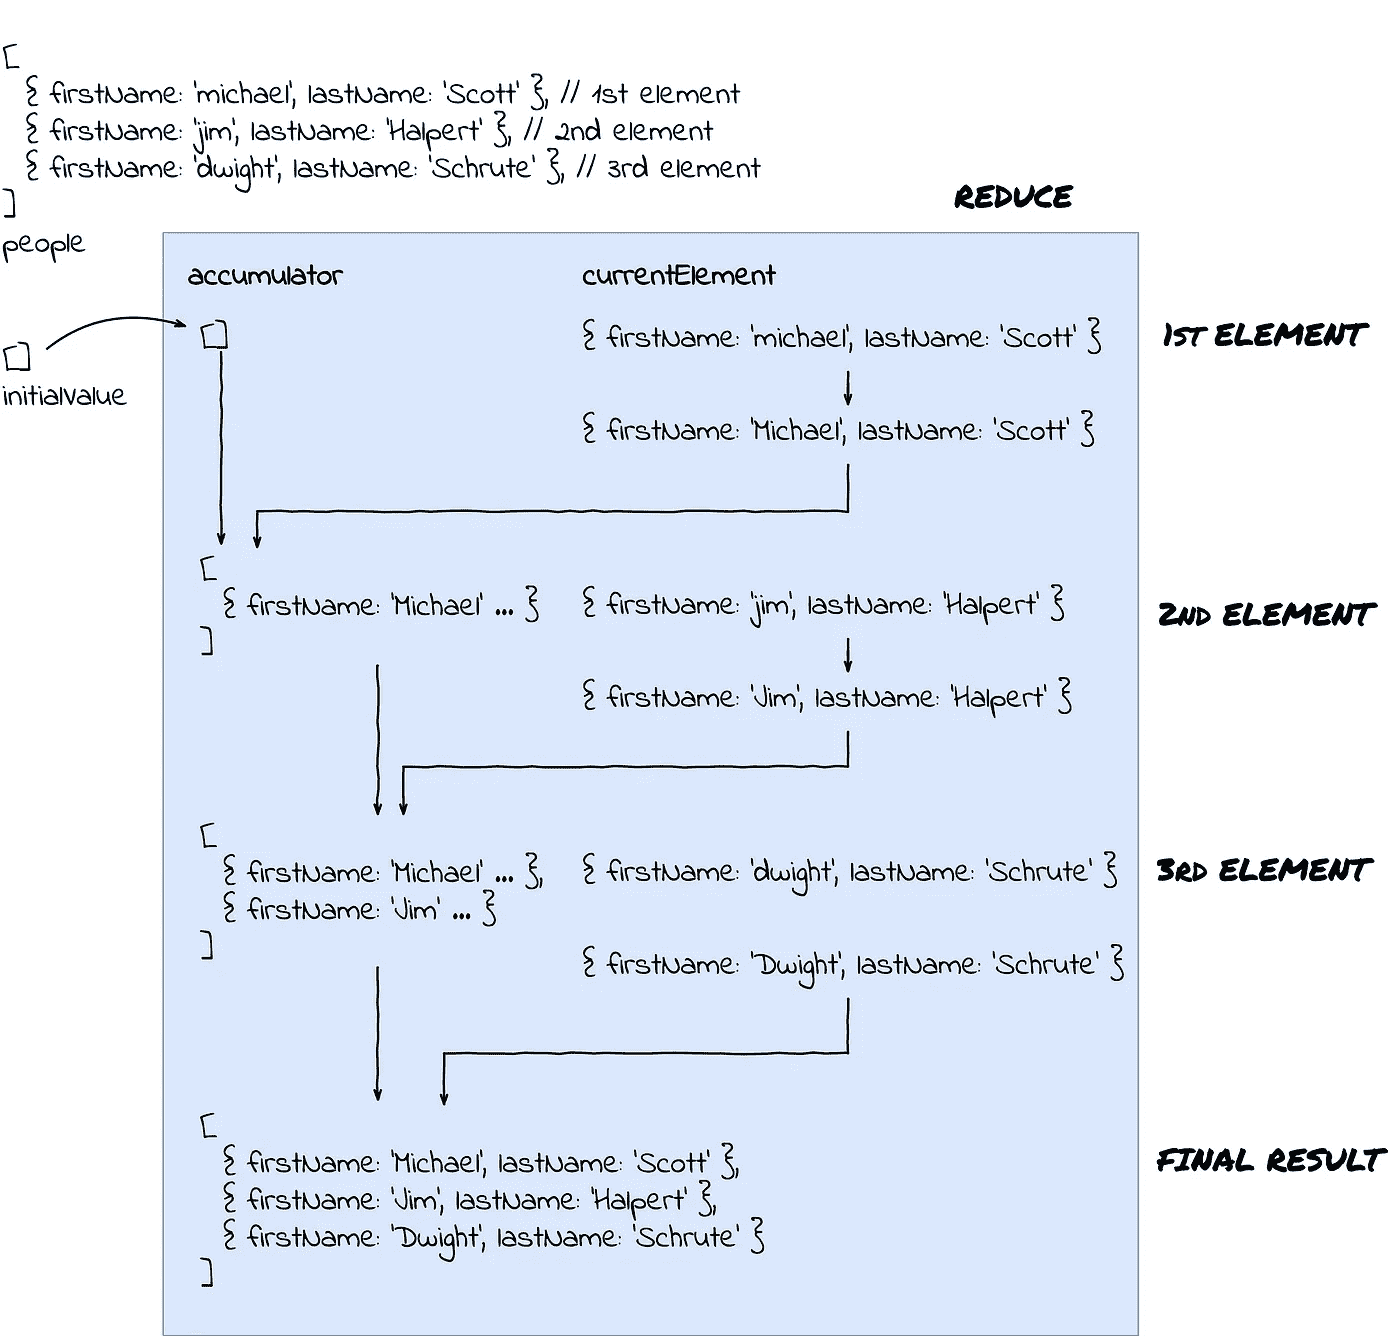 [
{ firstName: 'michael', lastName: 'Scott' }, // 1st element
{ firstName: 'jim', lastName: 'Halpert' }, // 2nd element
{ firstName: 'dwight', lastName: 'Schrute' }, // 3rd element
]
people
REDUCE
accumulator currentElement
[] { firstName: 'michael', lastName: 'Scott' } 1ST ELEMENT
[]
initialValue
{ firstName: 'Michael', lastName: 'Scott' }
[
{ firstName: 'Michael' ... } { firstName: 'jim', lastName: 'Halpert' } 2ND ELEMENT
]
{ firstName: 'Jim', lastName: 'Halpert' }
[
{ firstName: 'Michael' ... }, { firstName: 'dwight', lastName: 'Schrute' } 3RD ELEMENT
{ firstName: 'Jim' ... }
]
{ firstName: 'Dwight', lastName: 'Schrute' }
[
{ firstName: 'Michael', lastName: 'Scott' }, FINAL RESULT
{ firstName: 'Jim', lastName: 'Halpert' },
{ firstName: 'Dwight', lastName: 'Schrute' }
]